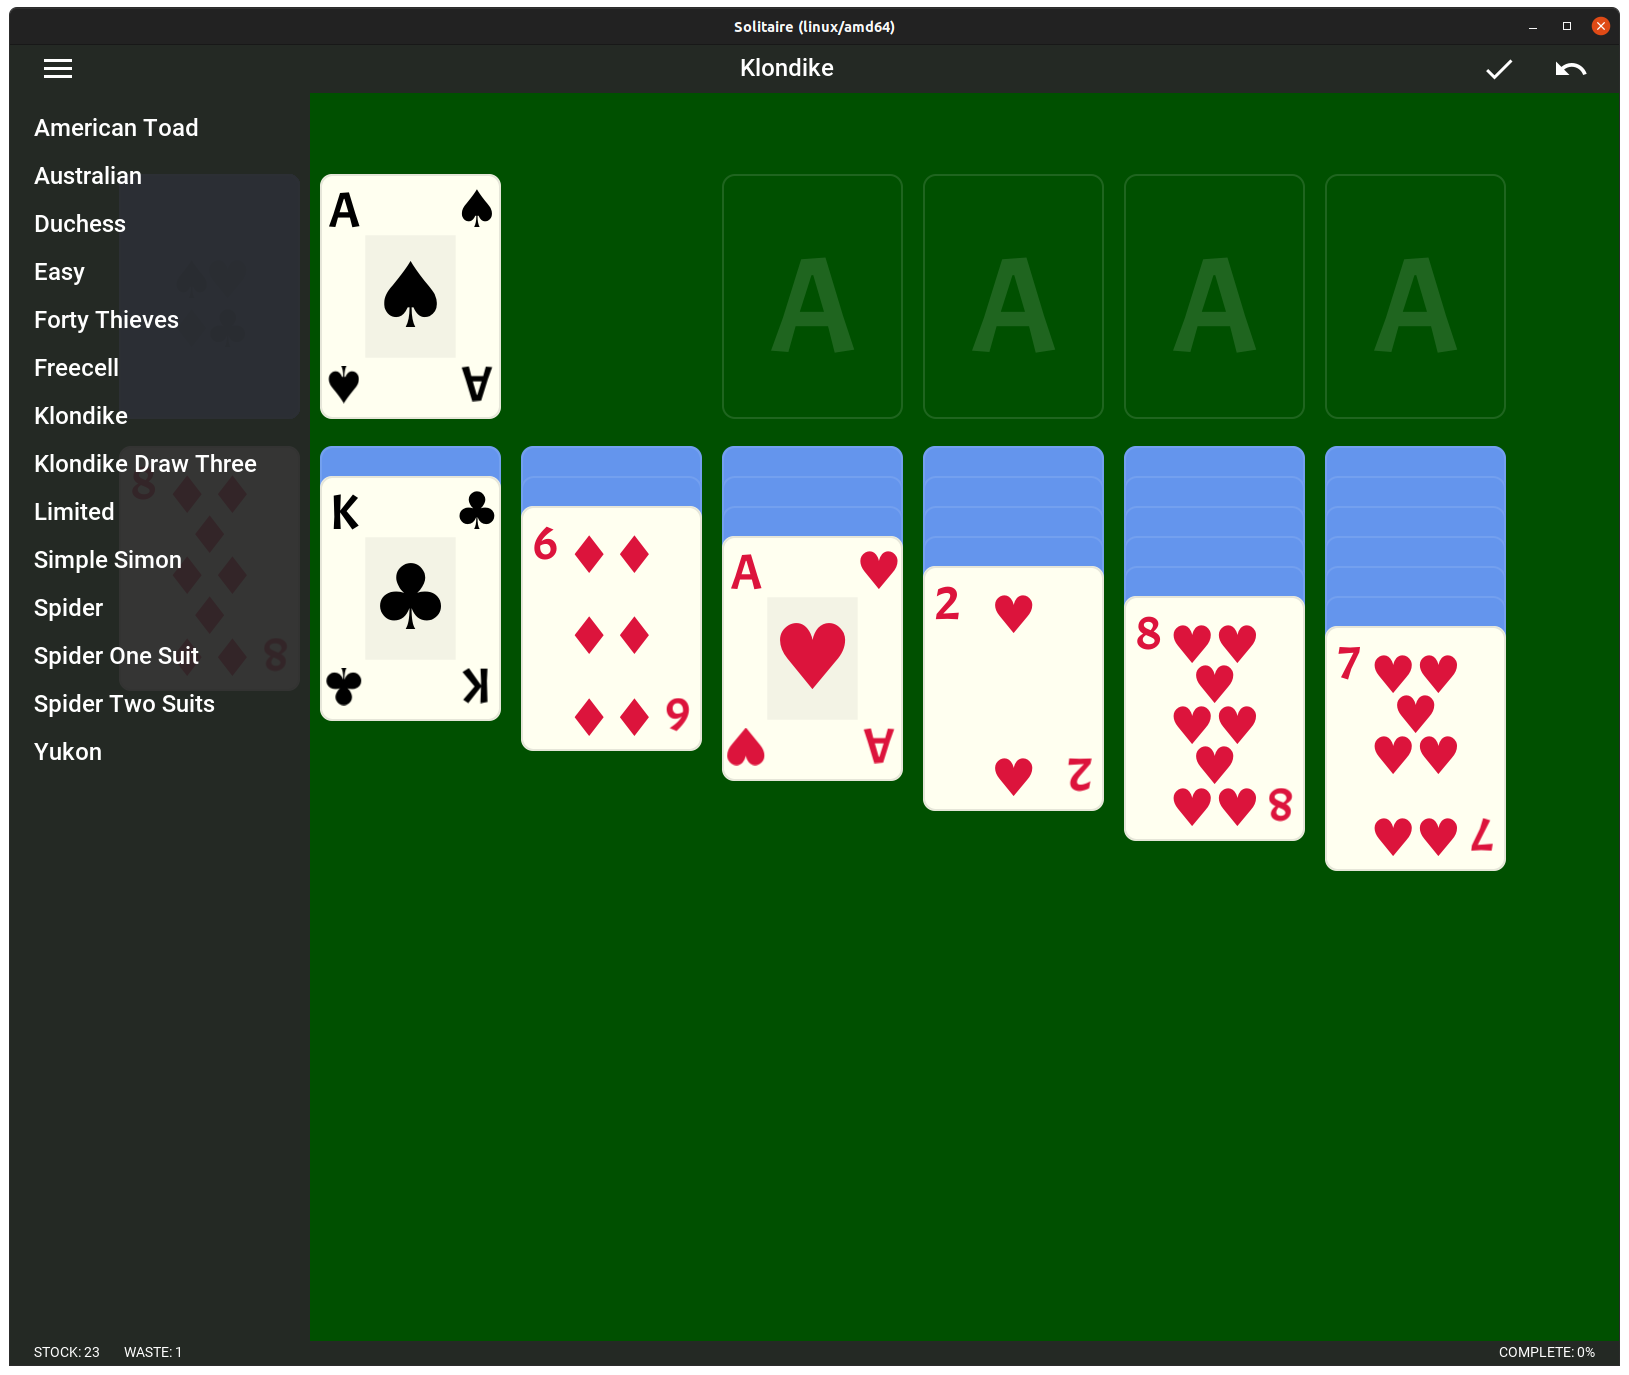 Solitaire (linux/amd64)
Klondike
American Toad
Australian
Duchess
Easy
Forty Thieves
Freecell
Klondike
Klondike Draw Three
Limited
Simple Simon
Spider
Spider One Suit
Spider Two Suits
Yukon
A
A
A A A A
8
8
K
K
6
6
A
A
2
2
8
8
7
7
STOCK: 23 WASTE: 1 COMPLETE: 0%